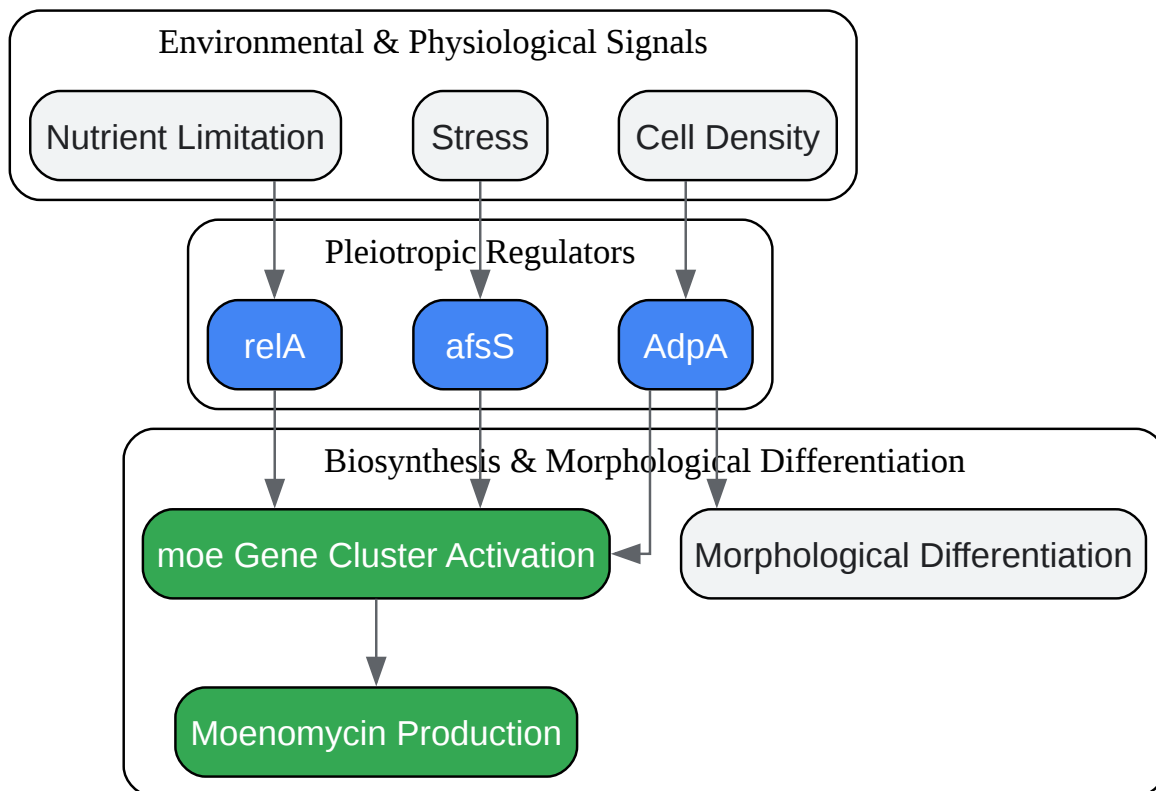 Environmental & Physiological Signals
Nutrient Limitation
Stress
Cell Density
Pleiotropic Regulators
relA
afsS
AdpA
Biosynthesis & Morphological Differentiation
moe Gene Cluster Activation
Morphological Differentiation
Moenomycin Production